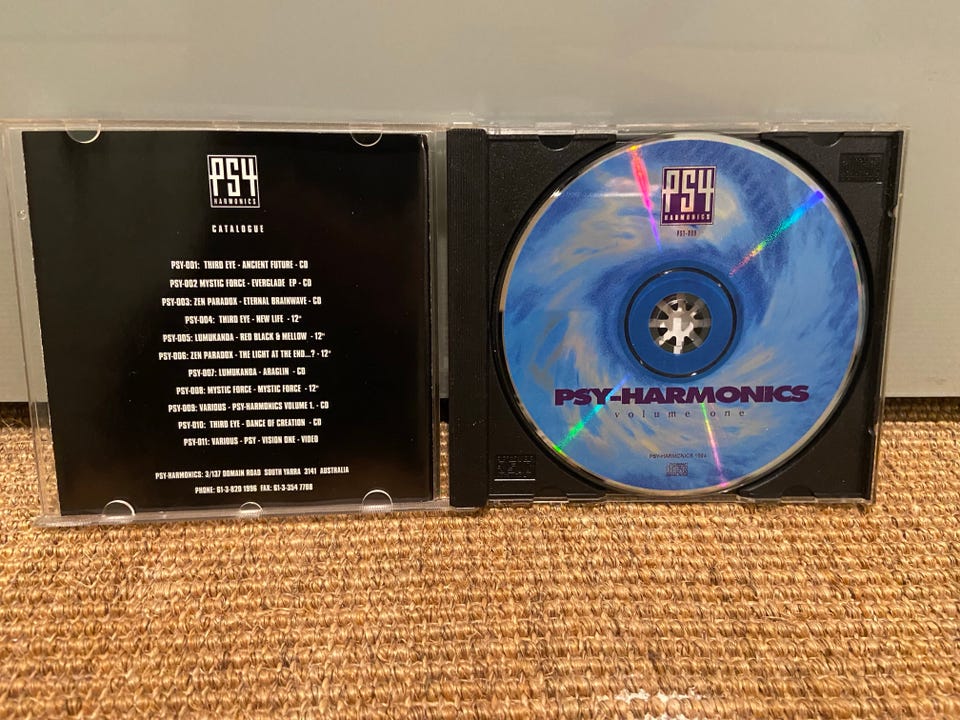 PSY
HARMONICS
CATALOGUE
PSY-001: THIRD EYE - ANCIENT FUTURE - CD
PSY-002 MYSTIC FORCE - EVERGLADE EP - CD
PSY-003: ZEN PARADOX - ETERNAL BRAINWAVE - CD
PSY-004: THIRD EYE - NEW LIFE - 12"
PSY-005: LUMUKANDA - RED BLACK & MELLOW - 12"
PSY-006: ZEN PARADOX - THE LIGHT AT THE END...? - 12"
PSY-007: LUMUKANDA - ARAGLIN - CD
PSY-008: MYSTIC FORCE - MYSTIC FORCE - 12"
PSY-009: VARIOUS - PSY-HARMONICS VOLUME 1. - CD
PSY-010: THIRD EYE - DANCE OF CREATION - CD
PSY-011: VARIOUS - PSY - VISION ONE - VIDEO
PSY-HARMONICS: 3/137 DOMAIN ROAD SOUTH YARRA 3141 AUSTRALIA
PHONE: 61-3-820 1996 FAX: 61-3-354 7788
PSY
HARMONICS
PSY-009
PSY-HARMONICS
volume one
PSY-HARMONICS 1994